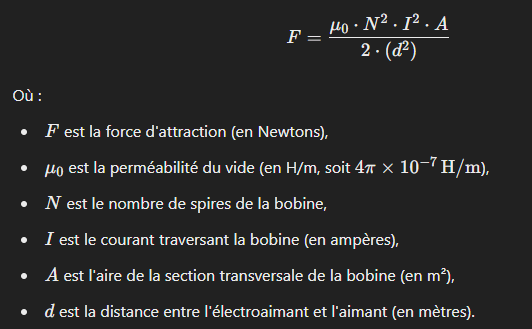 F = μ₀ · N² · I² · A / 2 · (d²)
Où :
• F est la force d'attraction (en Newtons),
• μ₀ est la perméabilité du vide (en H/m, soit 4π × 10⁻⁷ H/m),
• N est le nombre de spires de la bobine,
• I est le courant traversant la bobine (en ampères),
• A est l'aire de la section transversale de la bobine (en m²),
• d est la distance entre l'électroaimant et l'aimant (en mètres).